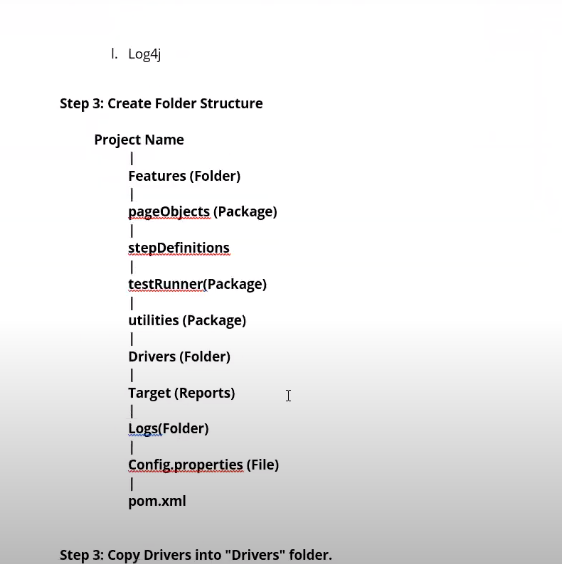 l. Log4j
Step 3: Create Folder Structure
Project Name
|
Features (Folder)
|
pageObjects (Package)
|
stepDefinitions
|
testRunner(Package)
|
utilities (Package)
|
Drivers (Folder)
|
Target (Reports)
|
Logs(Folder)
|
Config.properties (File)
|
pom.xml
Step 3: Copy Drivers into "Drivers" folder.